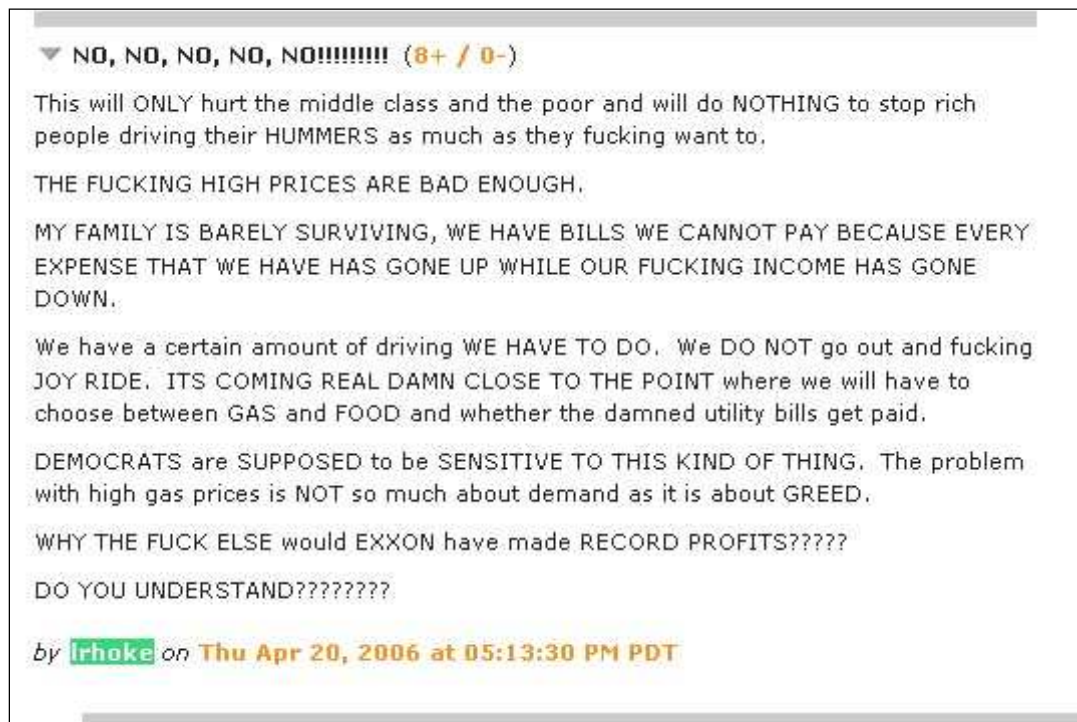 NO, NO, NO, NO, NO!!!!!!!!! (8+ / 0-)
This will ONLY hurt the middle class and the poor and will do NOTHING to stop rich
people driving their HUMMERS as much as they fucking want to.
THE FUCKING HIGH PRICES ARE BAD ENOUGH.
MY FAMILY IS BARELY SURVIVING, WE HAVE BILLS WE CANNOT PAY BECAUSE EVERY
EXPENSE THAT WE HAVE HAS GONE UP WHILE OUR FUCKING INCOME HAS GONE
DOWN.
We have a certain amount of driving WE HAVE TO DO.  We DO NOT go out and fucking
JOY RIDE.  ITS COMING REAL DAMN CLOSE TO THE POINT where we will have to
choose between GAS and FOOD and whether the damned utility bills get paid.
DEMOCRATS are SUPPOSED to be SENSITIVE TO THIS KIND OF THING.  The problem
with high gas prices is NOT so much about demand as it is about GREED.
WHY THE FUCK ELSE would EXXON have made RECORD PROFITS?????
DO YOU UNDERSTAND????????
by lrhoke on Thu Apr 20, 2006 at 05:13:30 PM PDT